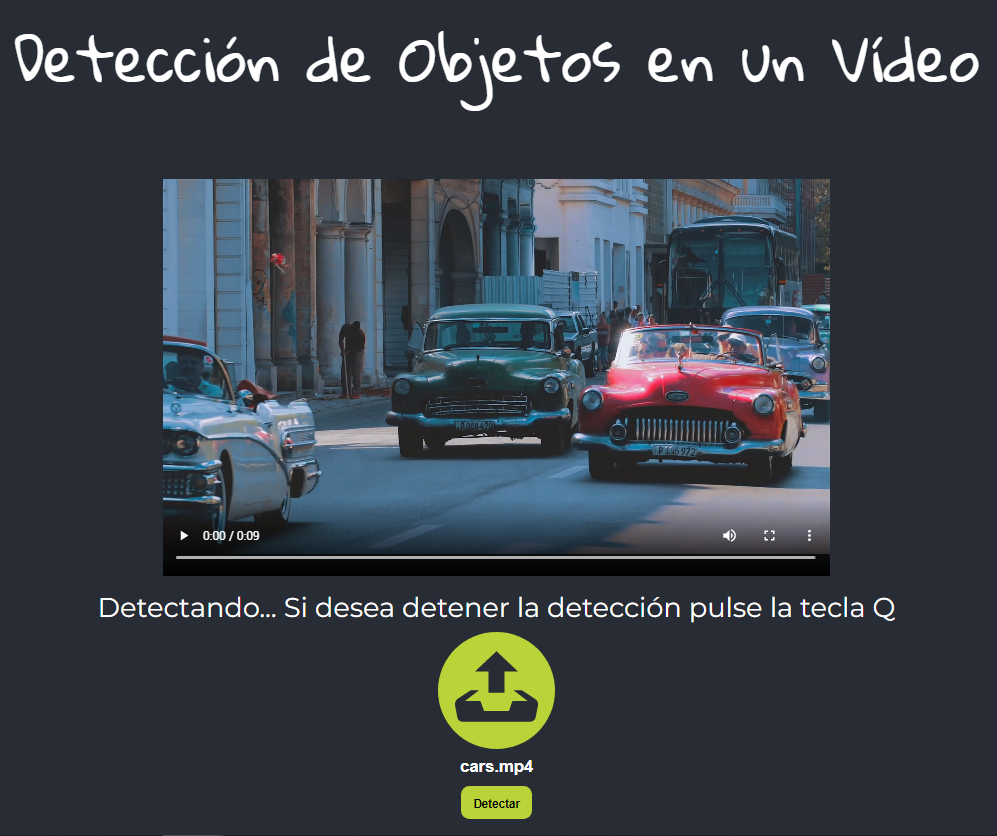 Detección de Objetos en un Vídeo
0:00 / 0:09
Detectando... Si desea detener la detección pulse la tecla Q
cars.mp4
Detectar